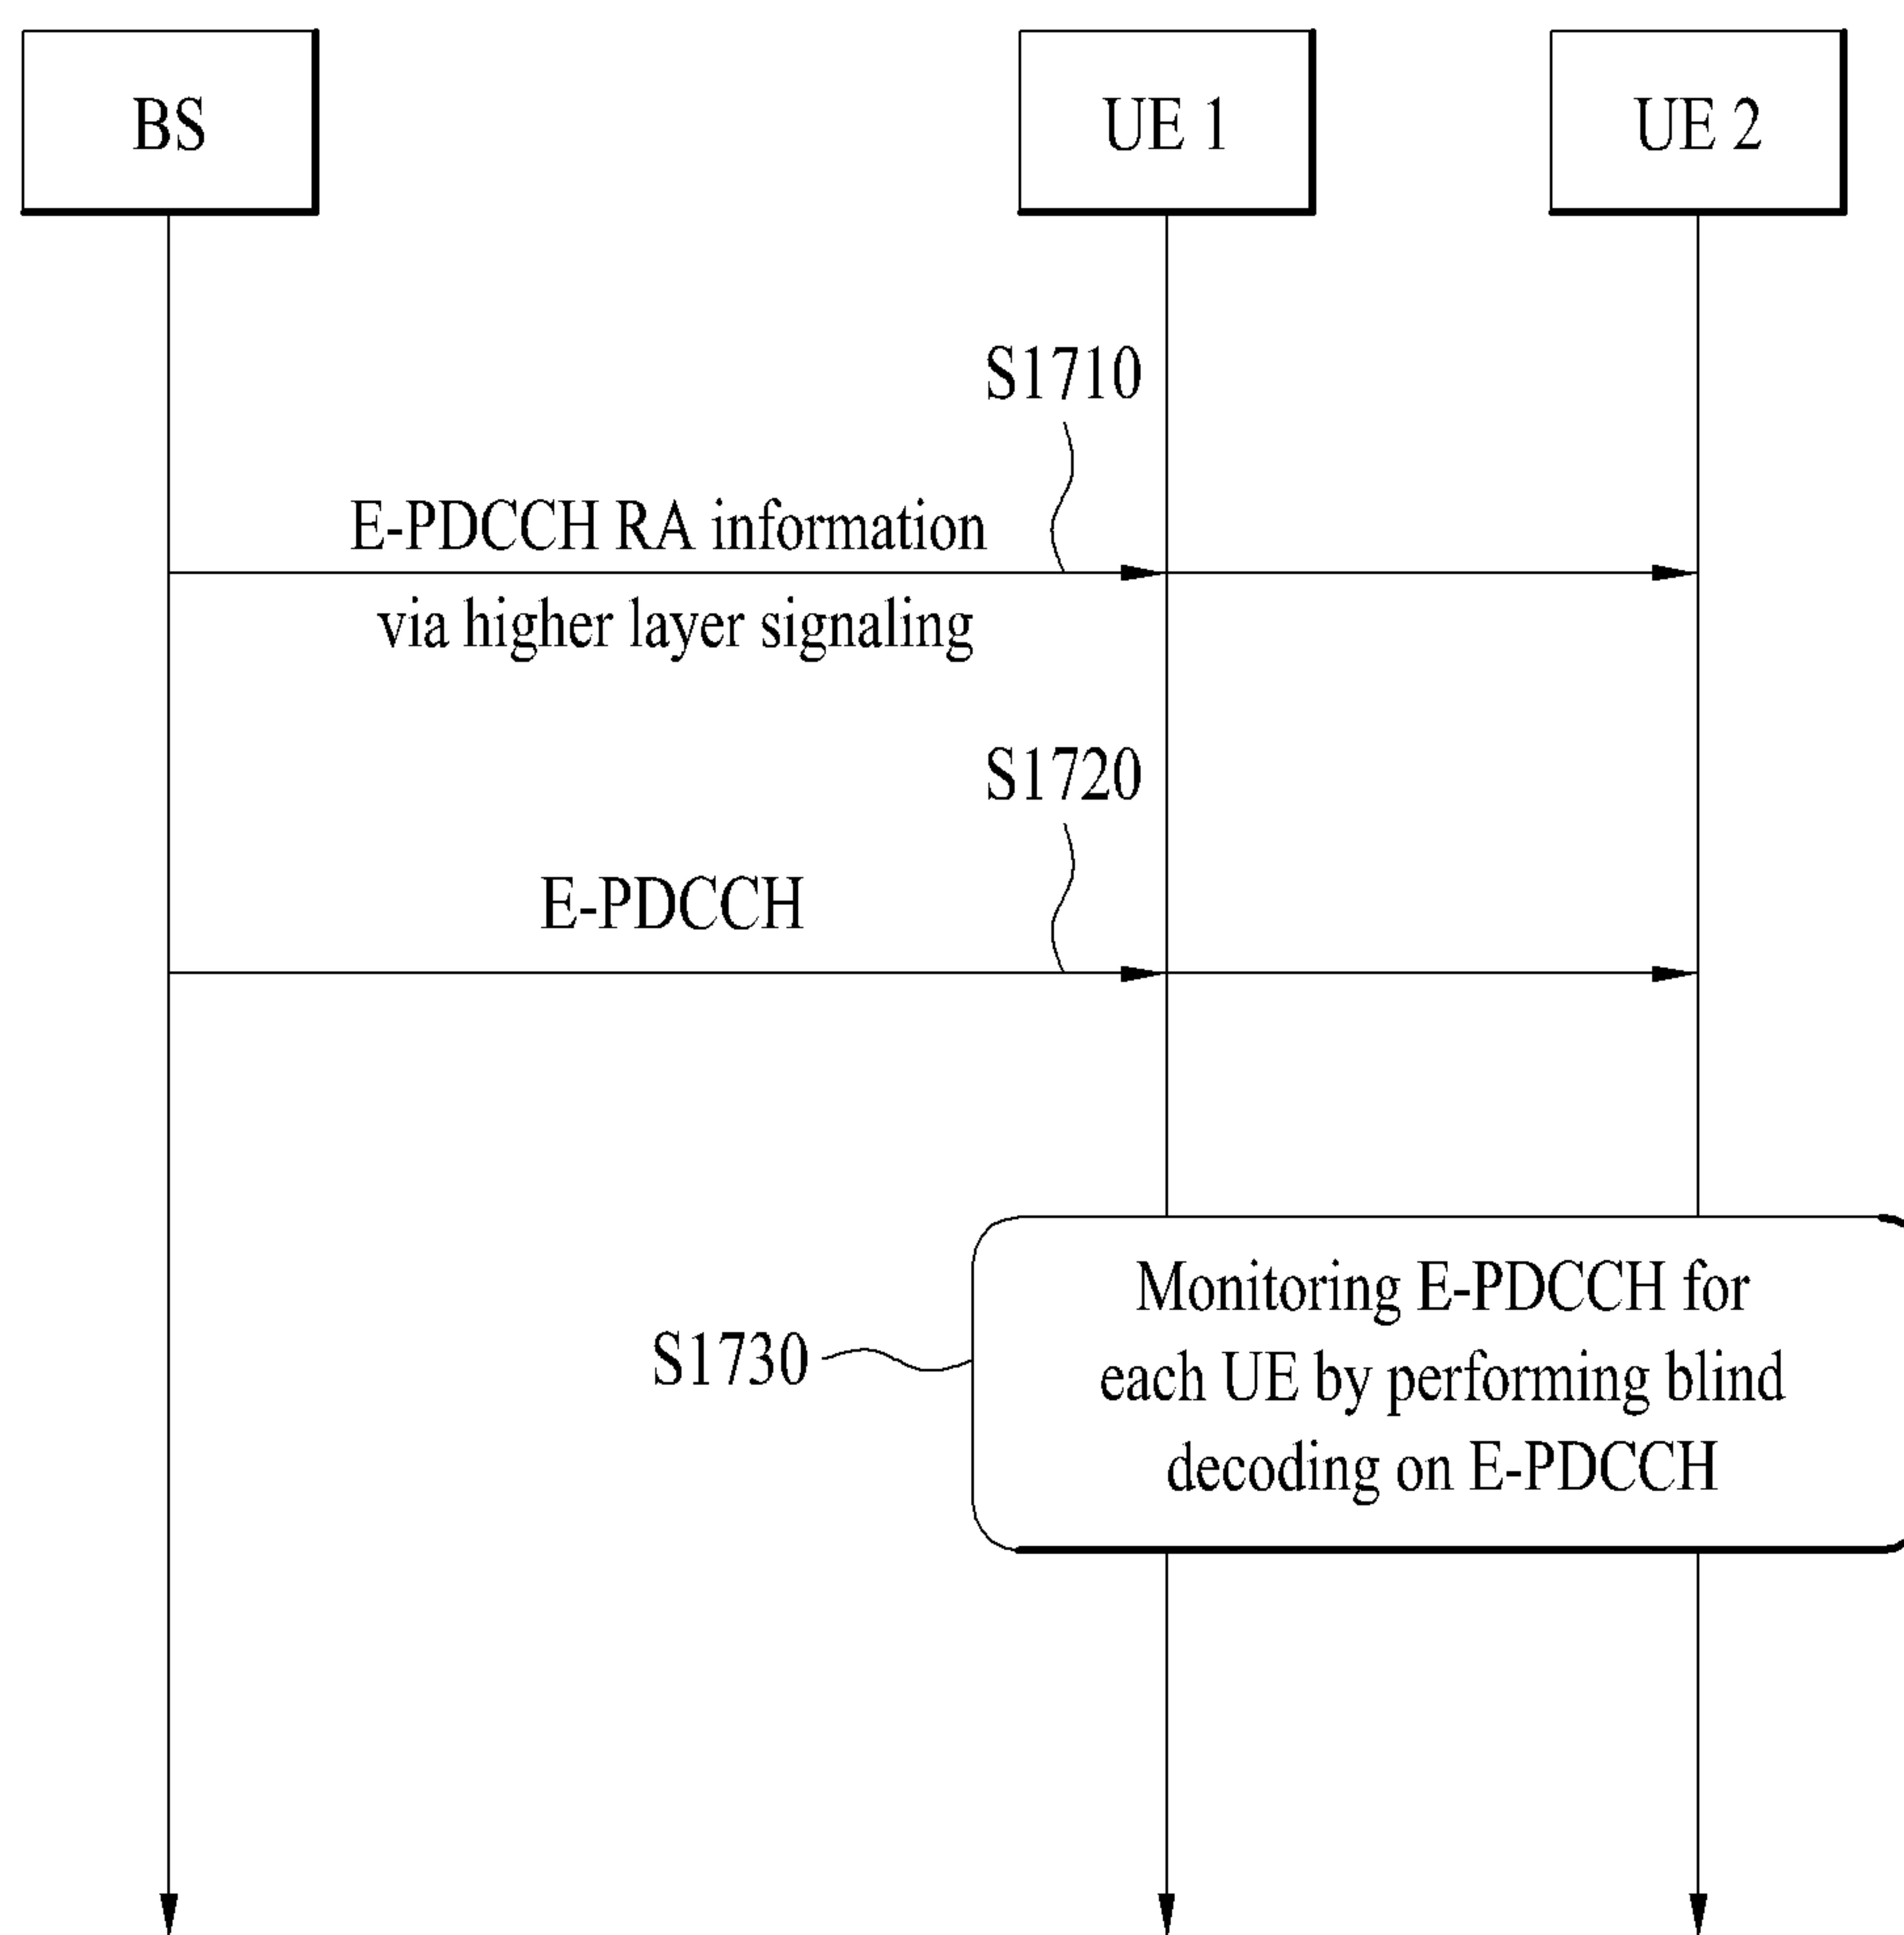 BS
UE 1
UE 2
S1710
E-PDCCH RA information
via higher layer signaling
S1720
E-PDCCH
Monitoring E-PDCCH for
each UE by performing blind
decoding on E-PDCCH
S1730